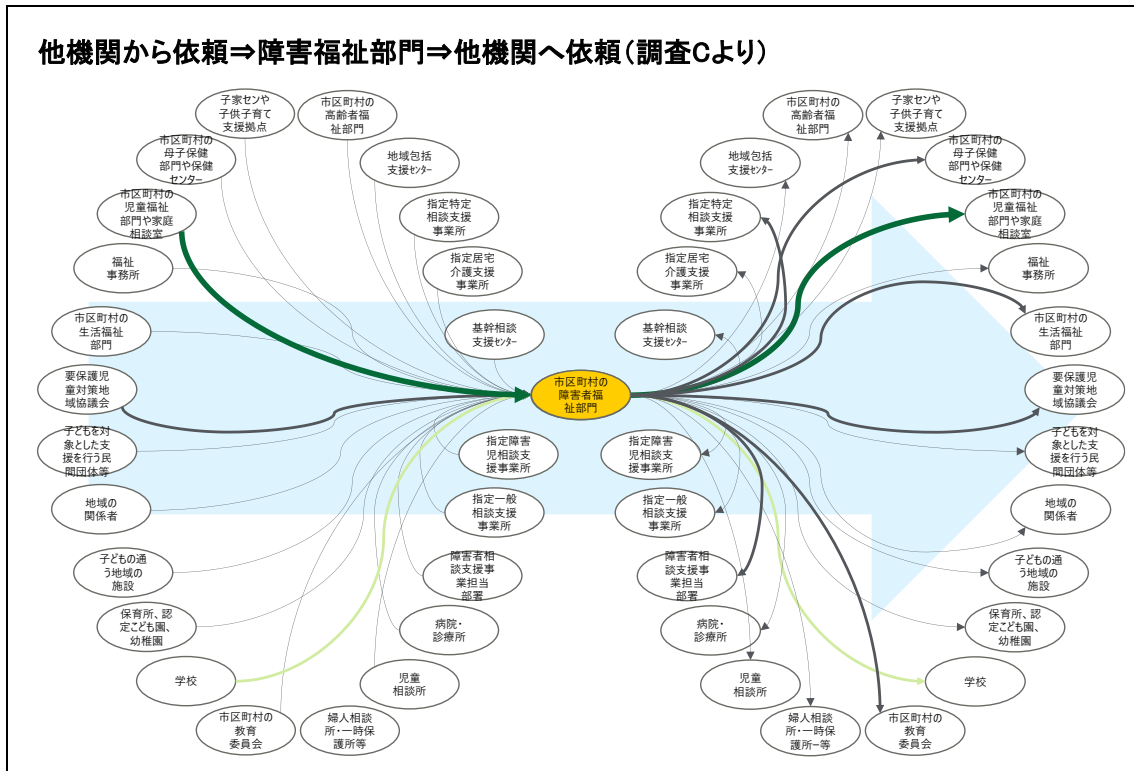 他機関から依頼⇒障害福祉部門⇒他機関へ依頼(調査Cより)
子家センや
子供子育て
支援拠点
市区町村の
高齢者福
祉部門
市区町村の
母子保健
部門や保健
センター
地域包括
支援センター
市区町村の
児童福祉
部門や家庭
相談室
指定特定
相談支援
事業所
福祉
事務所
指定居宅
介護支援
事業所
市区町村の
生活福祉
部門
基幹相談
支援センター
要保護児
童対策地
域協議会
子どもを対
象とした支
援を行う民
間団体等
指定障害
児相談支
援事業所
地域の
関係者
指定一般
相談支援
事業所
子どもの通
う地域の
施設
障害者相
談支援事
業担当
部署
保育所、認
定こども園、
幼稚園
病院・
診療所
学校
児童
相談所
市区町村の
教育
委員会
婦人相談
所・一時保
護所等
市区町村の
障害者福
祉部門
市区町村の
高齢者福
祉部門
子家センや
子供子育て
支援拠点
地域包括
支援センター
市区町村の
母子保健
部門や保健
センター
指定特定
相談支援
事業所
市区町村の
児童福祉
部門や家庭
相談室
指定居宅
介護支援
事業所
福祉
事務所
基幹相談
支援センター
市区町村の
生活福祉
部門
要保護児
童対策地
域協議会
指定障害
児相談支
援事業所
子どもを対
象とした支
援を行う民
間団体等
指定一般
相談支援
事業所
地域の
関係者
障害者相
談支援事
業担当
部署
子どもの通
う地域の
施設
病院・
診療所
保育所、認
定こども園、
幼稚園
児童
相談所
学校
婦人相談
所・一時保
護所ー等
市区町村の
教育
委員会